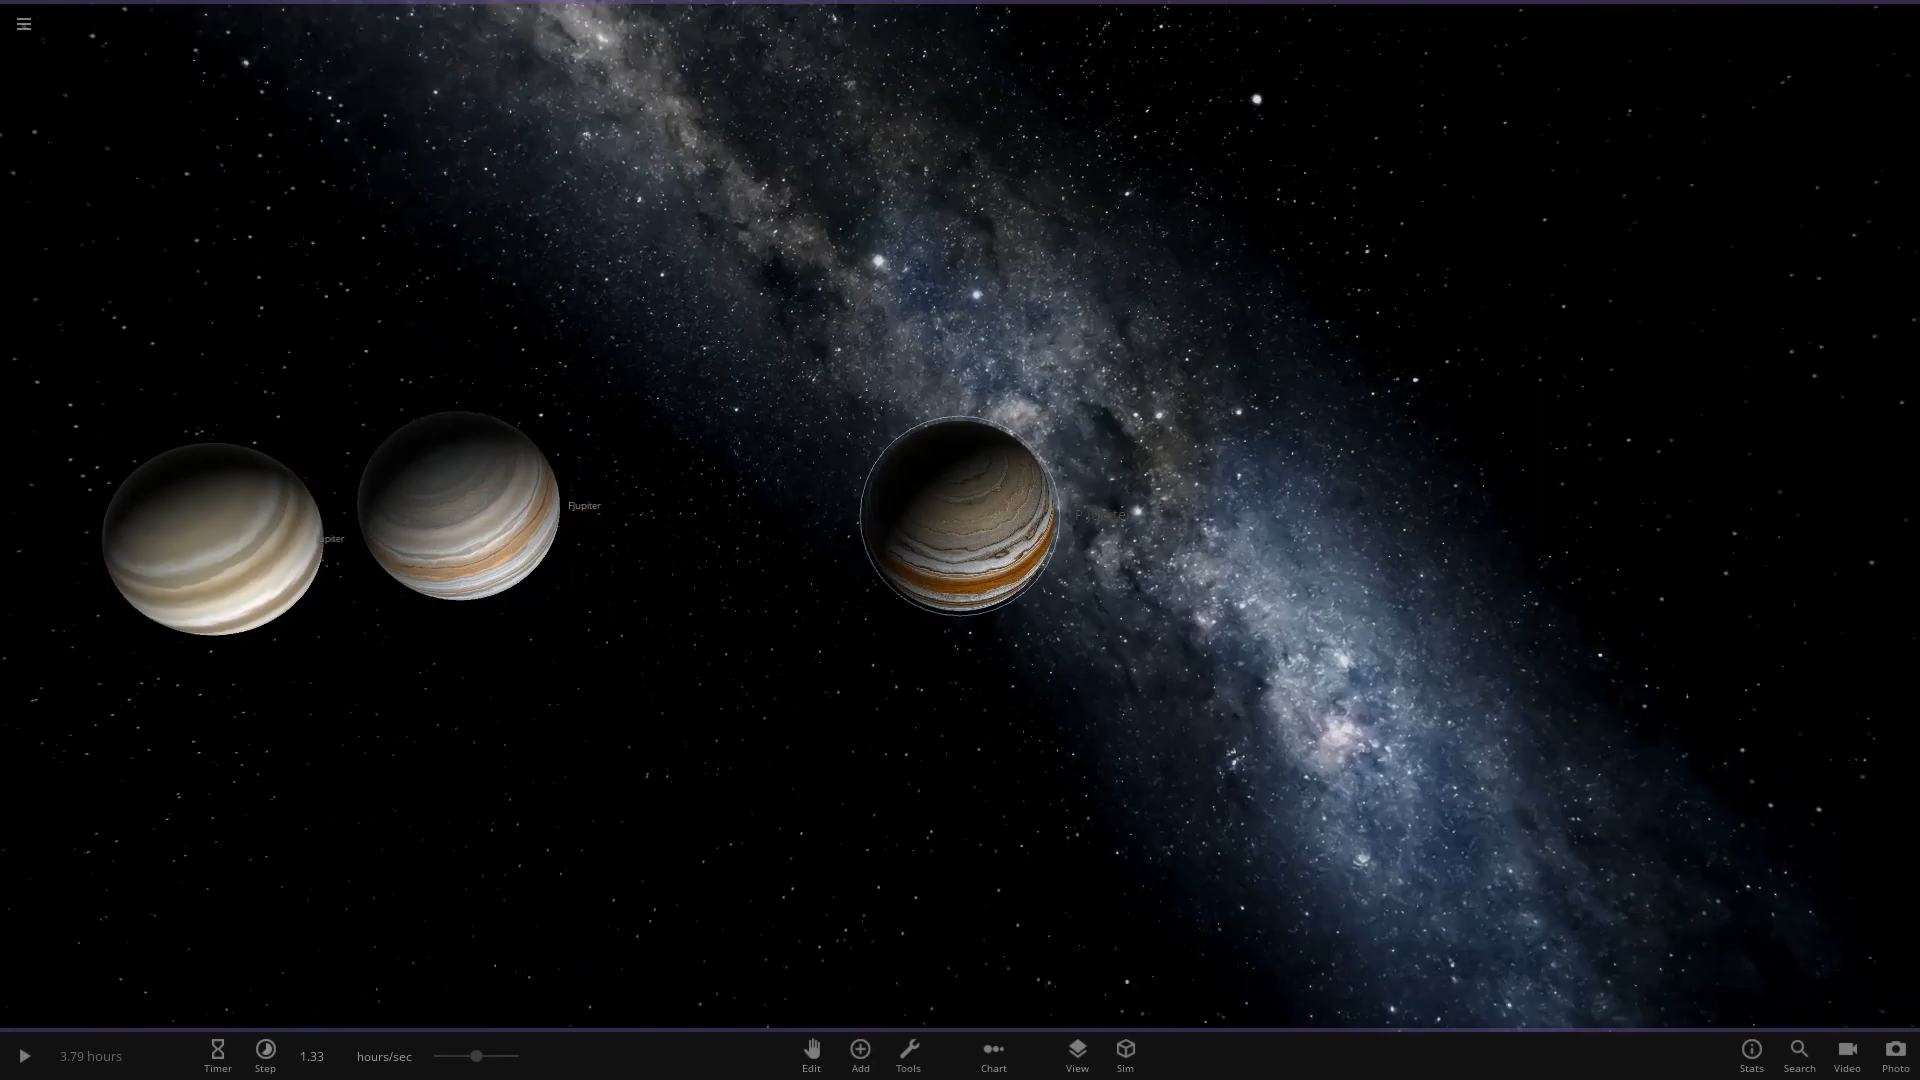 FJupiter
upiter
3.79 hours
Timer
Step
1.33
hours/sec
Edit
Add
Tools
Chart
View
Sim
Stats
Search
Video
Photo